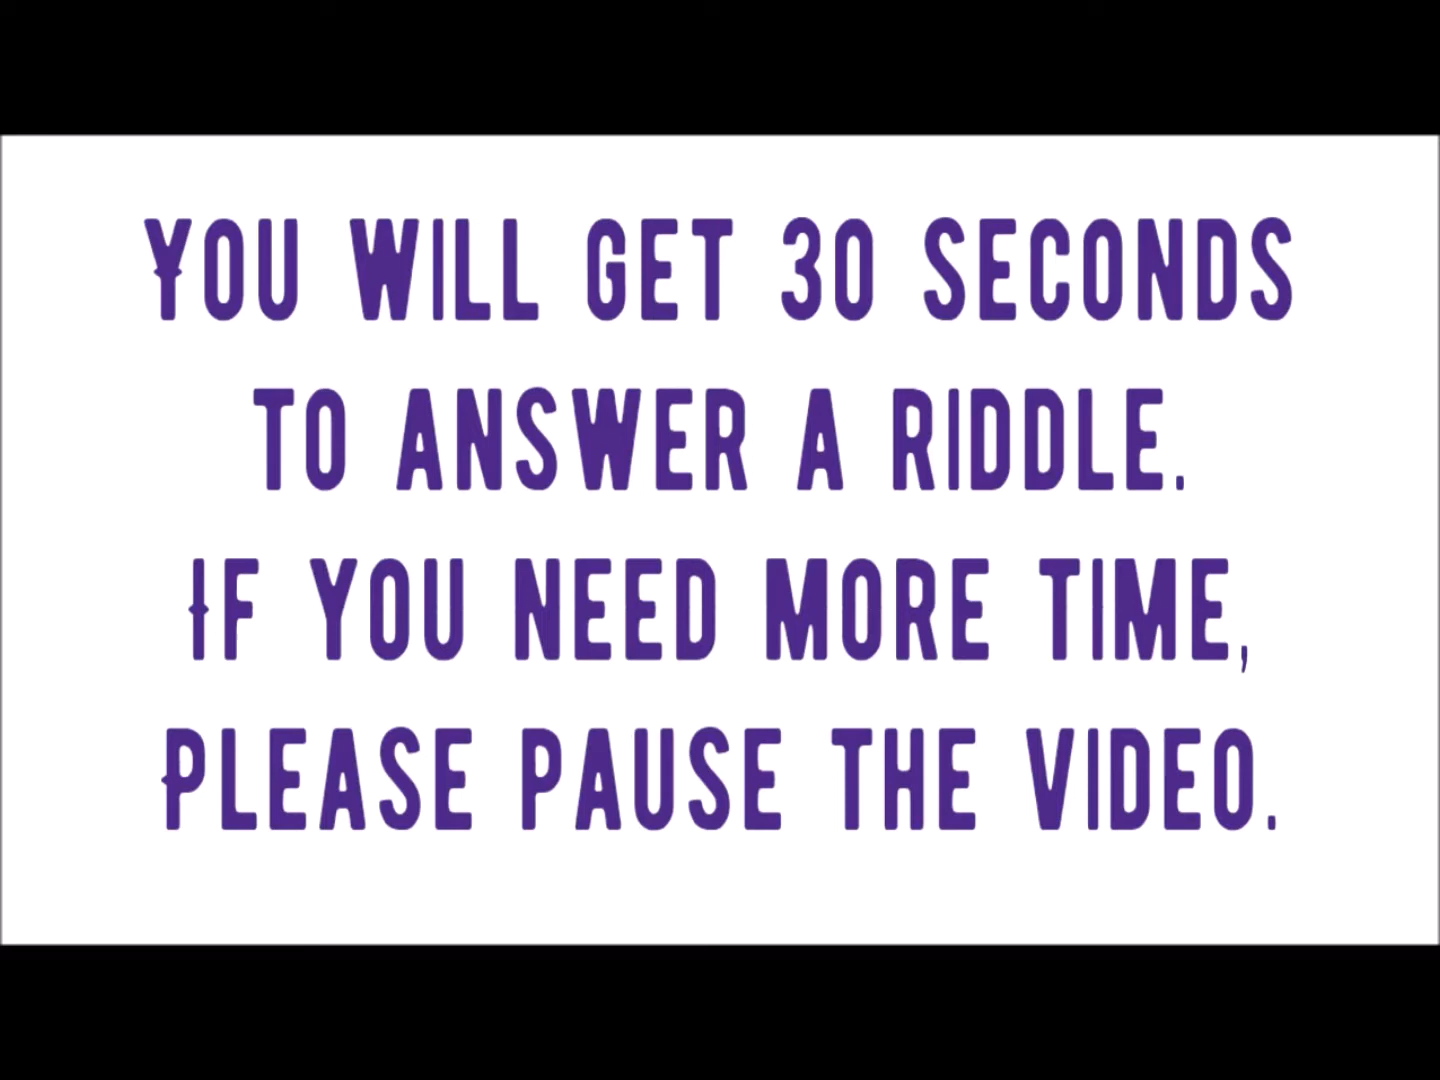 You will get 30 seconds
to answer a riddle.
If you need more time,
Please pause the video.